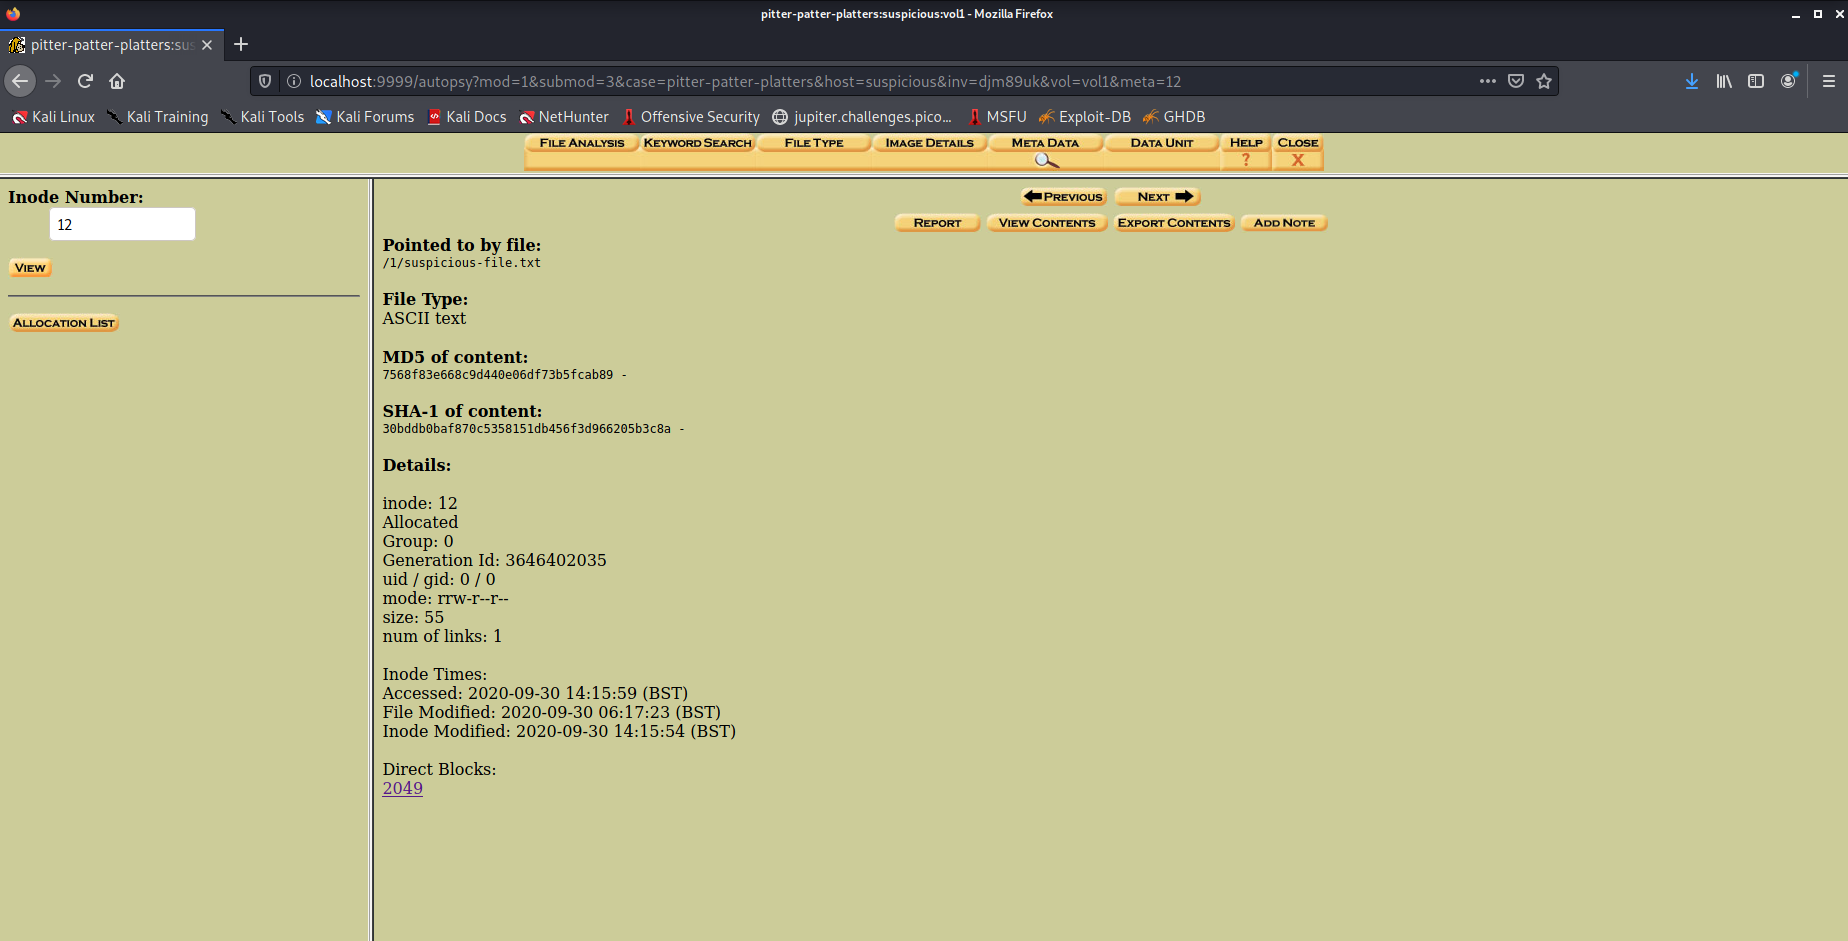 pitter-patter-platters:suspicious:vol1 - Mozilla Firefox
pitter-patter-platters:sus
localhost:9999/autopsy?mod=1&submod=3&case=pitter-patter-platters&host=suspicious&inv=djm89uk&vol=vol1&meta=12
Kali Linux Kali Training Kali Tools Kali Forums Kali Docs NetHunter Offensive Security jupiter.challenges.pico... MSFU Exploit-DB GHDB
FILE ANALYSIS KEYWORD SEARCH FILE TYPE IMAGE DETAILS META DATA DATA UNIT HELP CLOSE
? X
Inode Number:
12
VIEW
ALLOCATION LIST
PREVIOUS NEXT
REPORT VIEW CONTENTS EXPORT CONTENTS ADD NOTE
Pointed to by file:
/1/suspicious-file.txt
File Type:
ASCII text
MD5 of content:
7568f83e668c9d440e06df73b5fcab89 -
SHA-1 of content:
30bddb0baf870c5358151db456f3d966205b3c8a -
Details:
inode: 12
Allocated
Group: 0
Generation Id: 3646402035
uid / gid: 0 / 0
mode: rrw-r--r--
size: 55
num of links: 1
Inode Times:
Accessed: 2020-09-30 14:15:59 (BST)
File Modified: 2020-09-30 06:17:23 (BST)
Inode Modified: 2020-09-30 14:15:54 (BST)
Direct Blocks:
2049